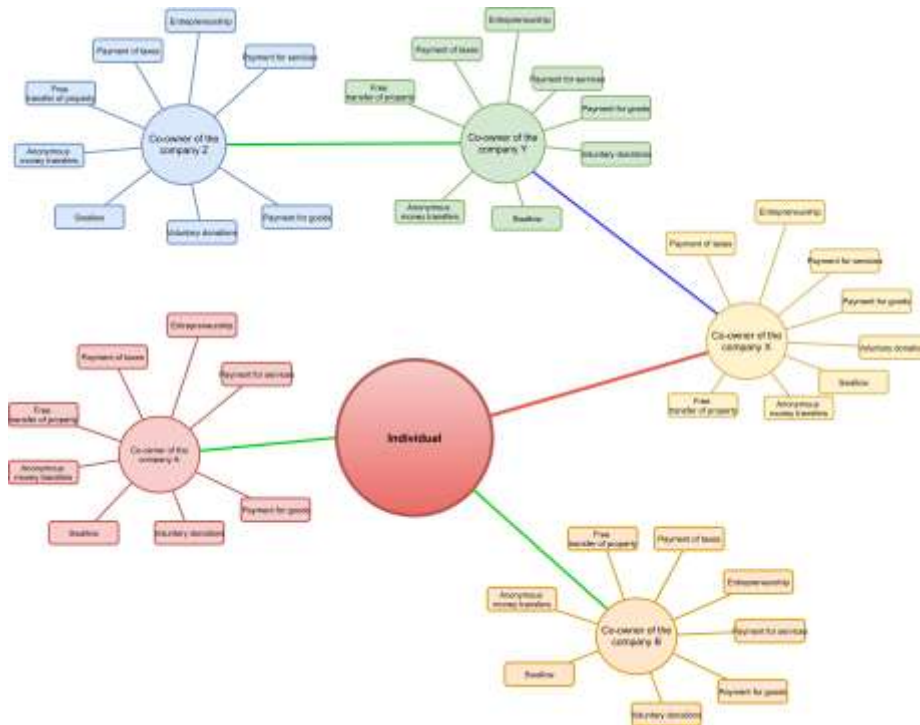 Entrepreneurship
Payment of taxes
Payment for services
Free
transfer of property
Co-owner of the
company Z
Anonymous
money transfers
Swallow
Voluntary donations
Payment for goods
Entrepreneurship
Payment of taxes
Payment for services
Free
transfer of property
Payment for goods
Co-owner of the
company Y
Voluntary donations
Anonymous
money transfers
Swallow
Entrepreneurship
Payment of taxes
Payment for services
Payment for goods
Co-owner of the
company X
Voluntary donatio
Swallow
Free
transfer of property
Anonymous
money transfers
Entrepreneurship
Payment of taxes
Payment for services
Free
transfer of property
Co-owner of the
company A
Anonymous
money transfers
Swallow
Voluntary donations
Payment for goods
Individual
Free
transfer of property
Payment of taxes
Anonymous
money transfers
Entrepreneurship
Co-owner of the
company B
Payment for services
Swallow
Payment for goods
Voluntary donations